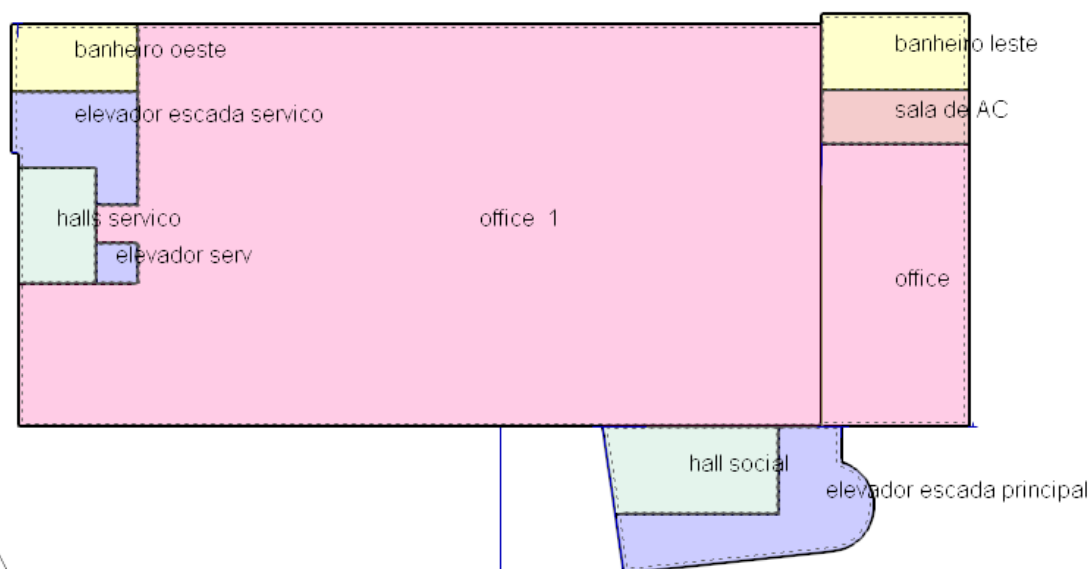 banheiro oeste
banheiro leste
elevador escada servico
sala de AC
halls servico
office 1
elevador serv
office
hall social
elevador escada principal